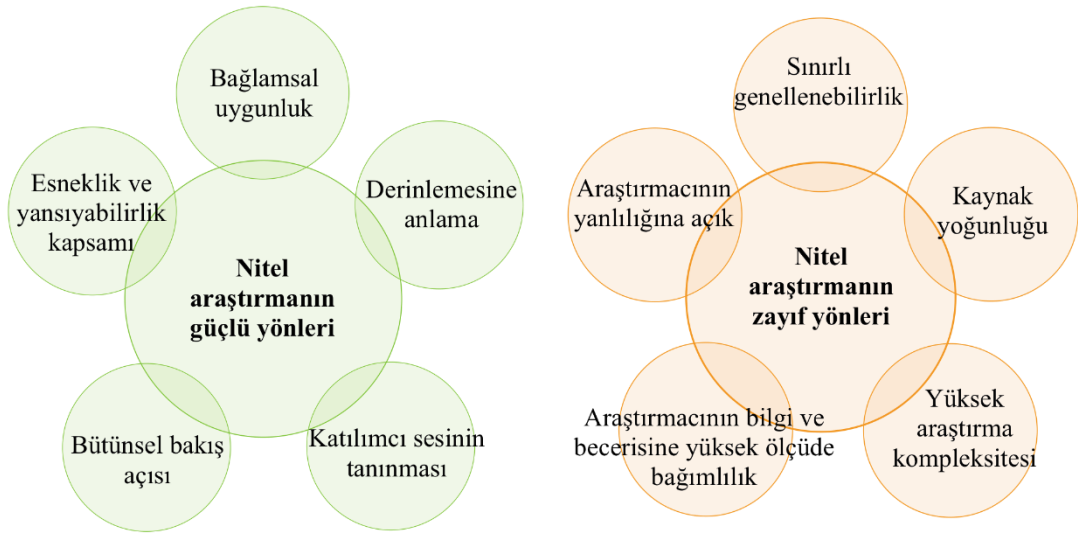 Bağlamsal
uygunluk
Derinlemesine
anlama
Katılımcı sesinin
tanınması
Bütünsel bakış
açısı
Esneklik ve
yansıyabilirlik
kapsamı
Nitel
araştırmanın
güçlü yönleri
Sınırlı
genellenebilirlik
Kaynak
yoğunluğu
Yüksek
araştırma
kompleksitesi
Araştırmacının bilgi ve
becerisine yüksek ölçüde
bağımlılık
Araştırmacının
yanlılığına açık
Nitel
araştırmanın
zayıf yönleri